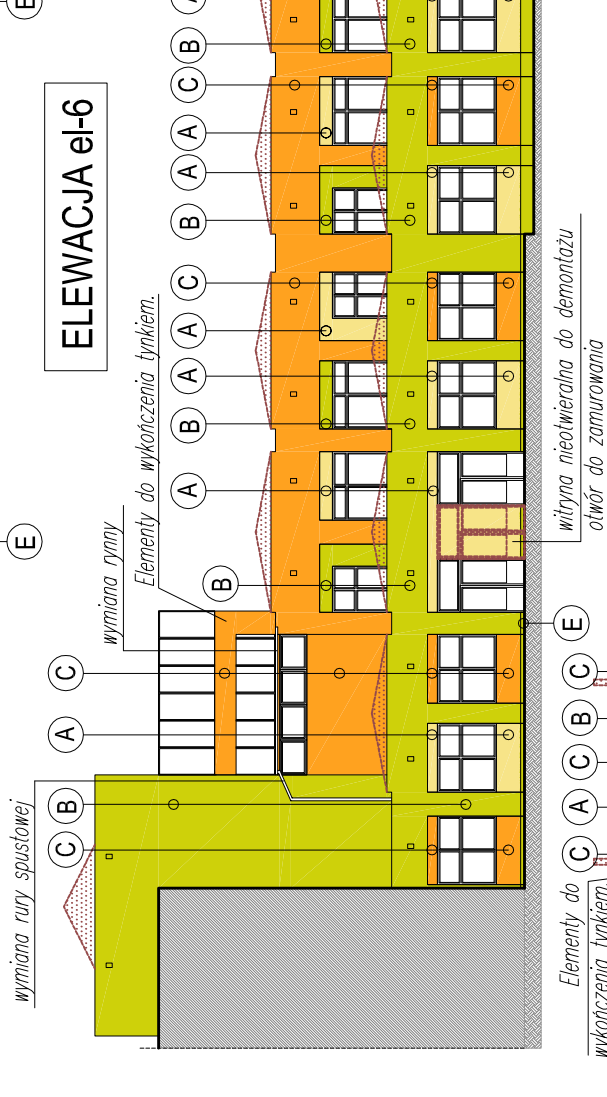 wymiana rury spustowej
E
E
C B A C
ELEWACJA el-6
wymiana rynny
Elementy do wykończenia tynkiem.
B A B A A C B A A C B A
E
witryna nieotwieralna do demontażu
otwór do zamurowania
Elementy do
wykończenia tynkiem.
C A C B C